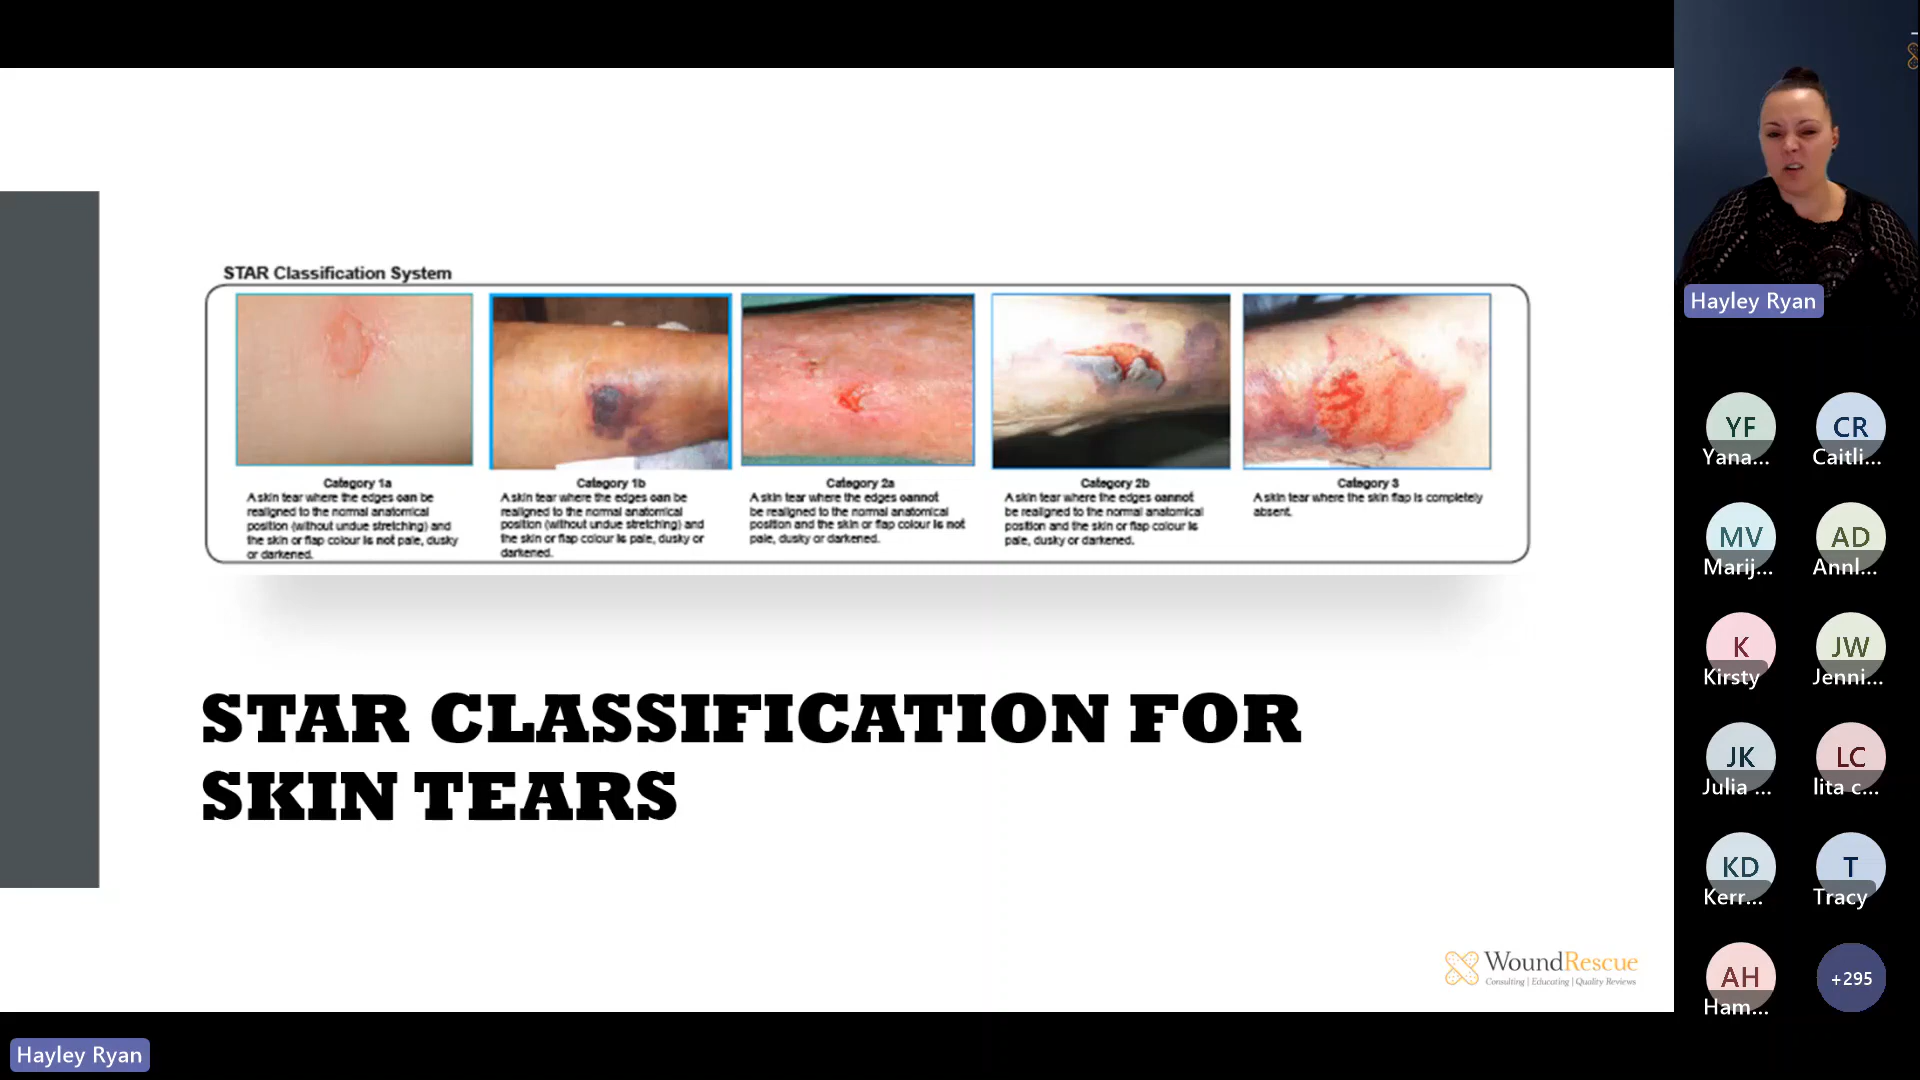 STAR Classification System
Category 1a
A skin tear where the edges can be
realigned to the normal anatomical
position (without undue stretching) and
the skin or flap colour is not pale, dusky
or darkened.
Category 1b
A skin tear where the edges can be
realigned to the normal anatomical
position (without undue stretching) and
the skin or flap colour is pale, dusky or
darkened.
Category 2a
A skin tear where the edges cannot
be realigned to the normal anatomical
position and the skin or flap colour is not
pale, dusky or darkened.
Category 2b
A skin tear where the edges cannot
be realigned to the normal anatomical
position and the skin or flap colour is
pale, dusky or darkened.
Category 3
A skin tear where the skin flap is completely
absent.
STAR CLASSIFICATION FOR
SKIN TEARS
WoundRescue
Consulting | Educating | Quality Reviews
Hayley Ryan
Hayley Ryan
YF
Yana...
CR
Caitli...
MV
Marij...
AD
Annl...
K
Kirsty
JW
Jenni...
JK
Julia ...
LC
lita c...
KD
Kerr...
T
Tracy
AH
Ham...
+295